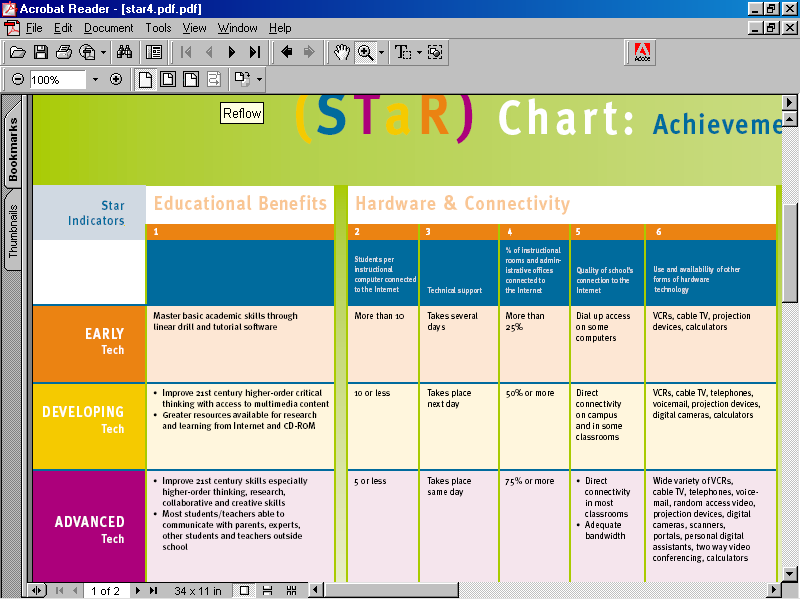 Acrobat Reader - [star4.pdf.pdf]
File Edit Document Tools View Window Help
Adobe
100%
Reflow
Bookmarks
Thumbnails
(STaR) Chart: Achieveme
Star
Indicators
Educational Benefits
Hardware & Connectivity
1
2
3
4
5
6
Students per
instructional
computer connected
to the Internet
Technical support
% of instructional
rooms and admin-
istrative offices
connected to
the Internet
Quality of school's
connection to the
Internet
Use and availability of other
forms of hardware
technology
EARLY
Tech
Master basic academic skills through
linear drill and tutorial software
More than 10
Takes several
days
More than
25%
Dial up access
on some
computers
VCRs, cable TV, projection
devices, calculators
DEVELOPING
Tech
• Improve 21st century higher-order critical
thinking with access to multimedia content
• Greater resources available for research
and learning from Internet and CD-ROM
10 or less
Takes place
next day
50% or more
Direct
connectivity
on campus
and in some
classrooms
VCRs, cable TV, telephones,
voicemail, projection devices,
digital cameras, calculators
ADVANCED
Tech
• Improve 21st century skills especially
higher-order thinking, research,
collaborative and creative skills
• Most students/teachers able to
communicate with parents, experts,
other students and teachers outside
school
5 or less
Takes place
same day
75% or more
• Direct
connectivity
in most
classrooms
• Adequate
bandwidth
Wide variety of VCRs,
cable TV, telephones, voice-
mail, random access video,
projection devices, digital
cameras, scanners,
portals, personal digital
assistants, two way video
conferencing, calculators
1 of 2
34 x 11 in